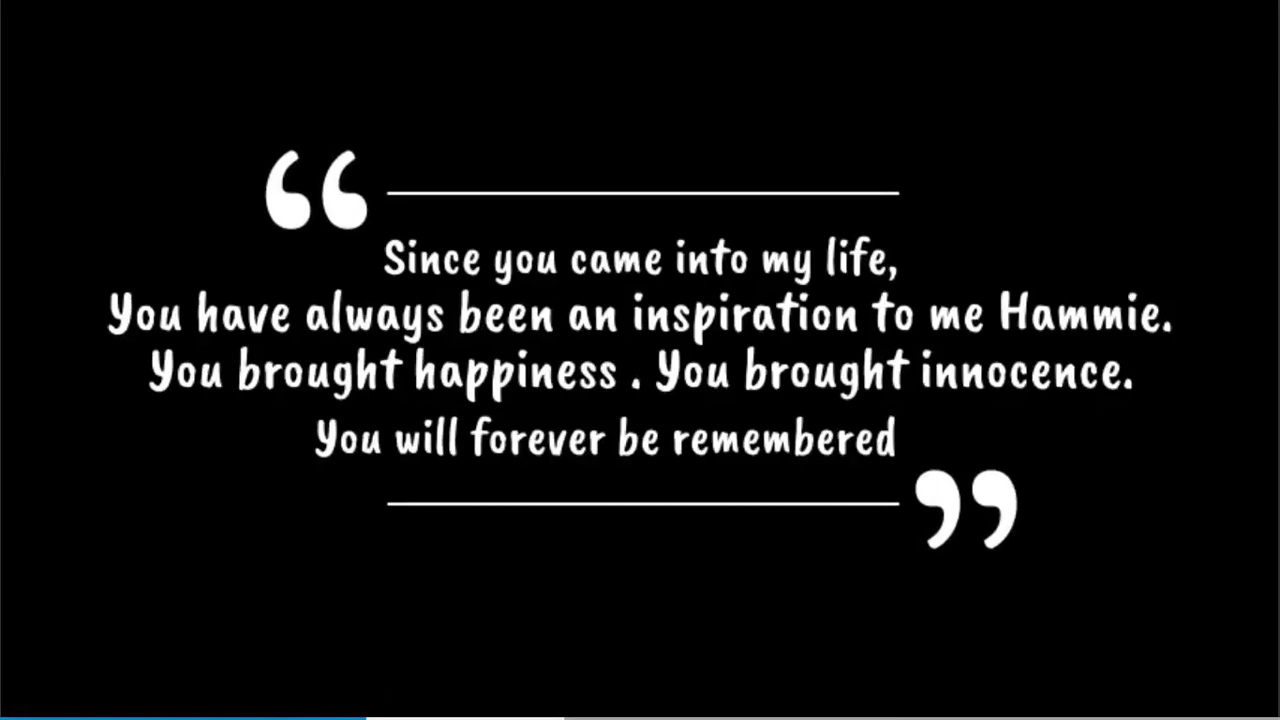 “
Since you came into my life,
You have always been an inspiration to me Hammie.
You brought happiness . You brought innocence.
You will forever be remembered
”